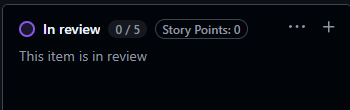 In review 0 / 5 Story Points: 0
This item is in review